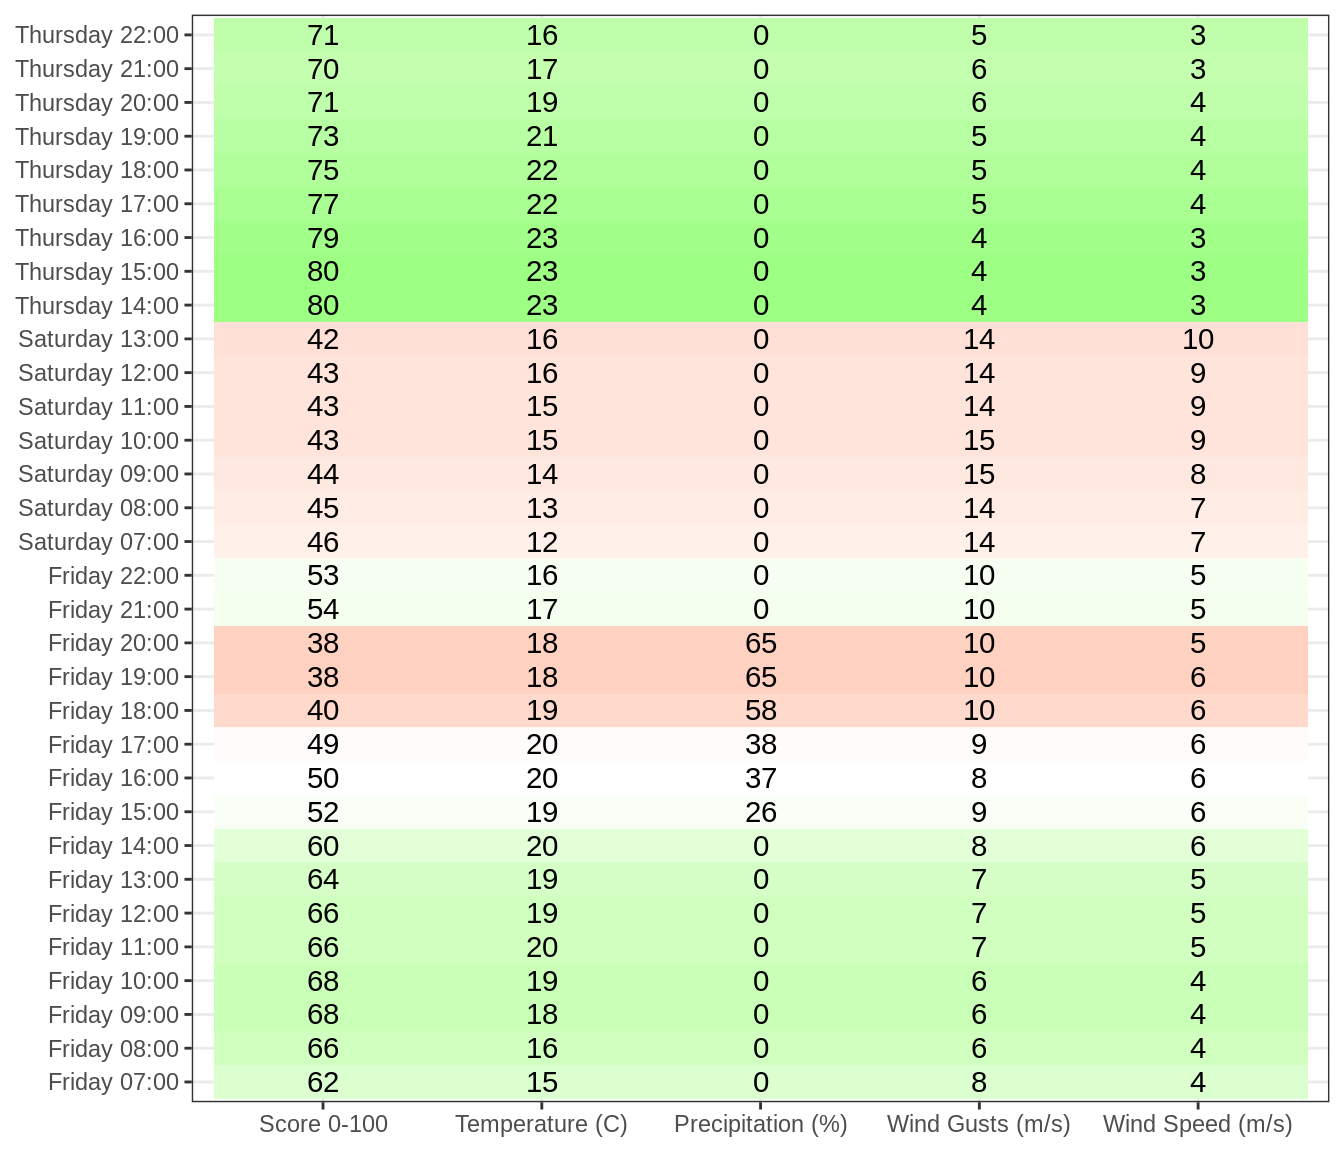 Thursday 22:00 71 16 0 5 3
Thursday 21:00 70 17 0 6 3
Thursday 20:00 71 19 0 6 4
Thursday 19:00 73 21 0 5 4
Thursday 18:00 75 22 0 5 4
Thursday 17:00 77 22 0 5 4
Thursday 16:00 79 23 0 4 3
Thursday 15:00 80 23 0 4 3
Thursday 14:00 80 23 0 4 3
Saturday 13:00 42 16 0 14 10
Saturday 12:00 43 16 0 14 9
Saturday 11:00 43 15 0 14 9
Saturday 10:00 43 15 0 15 9
Saturday 09:00 44 14 0 15 8
Saturday 08:00 45 13 0 14 7
Saturday 07:00 46 12 0 14 7
Friday 22:00 53 16 0 10 5
Friday 21:00 54 17 0 10 5
Friday 20:00 38 18 65 10 5
Friday 19:00 38 18 65 10 6
Friday 18:00 40 19 58 10 6
Friday 17:00 49 20 38 9 6
Friday 16:00 50 20 37 8 6
Friday 15:00 52 19 26 9 6
Friday 14:00 60 20 0 8 6
Friday 13:00 64 19 0 7 5
Friday 12:00 66 19 0 7 5
Friday 11:00 66 20 0 7 5
Friday 10:00 68 19 0 6 4
Friday 09:00 68 18 0 6 4
Friday 08:00 66 16 0 6 4
Friday 07:00 62 15 0 8 4
Score 0-100 Temperature (C) Precipitation (%) Wind Gusts (m/s) Wind Speed (m/s)